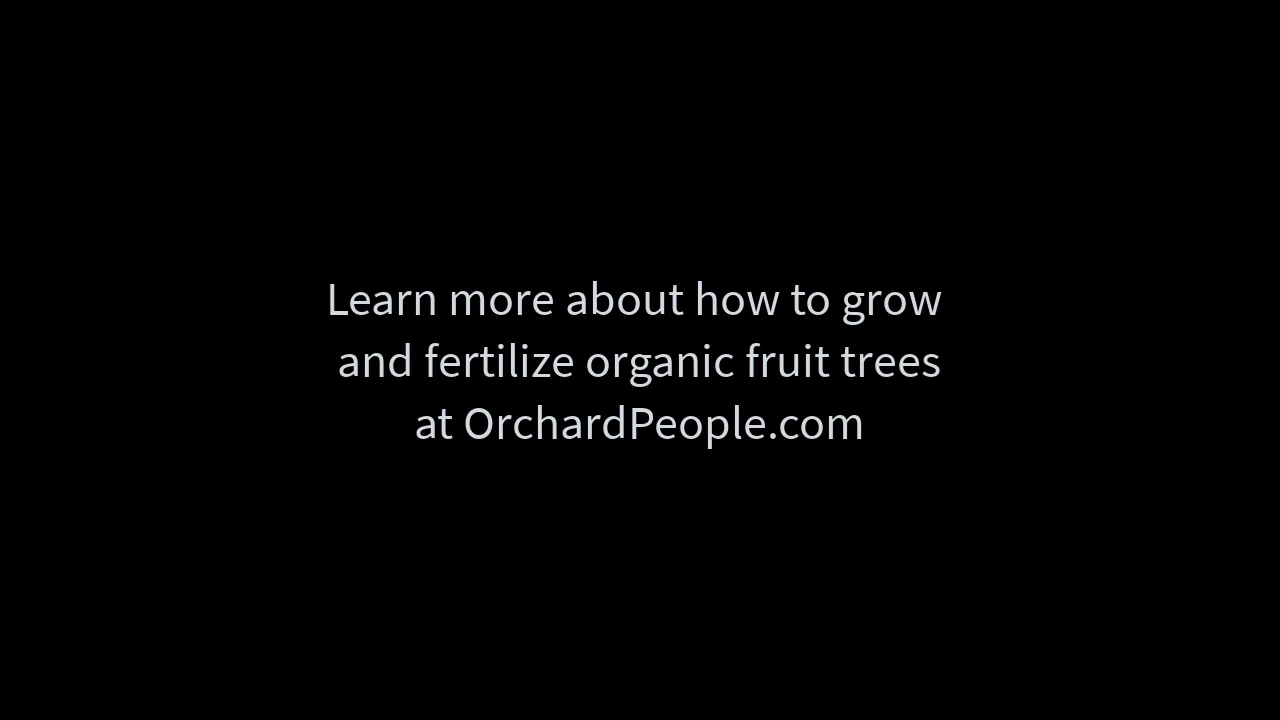 Learn more about how to grow
and fertilize organic fruit trees
at OrchardPeople.com